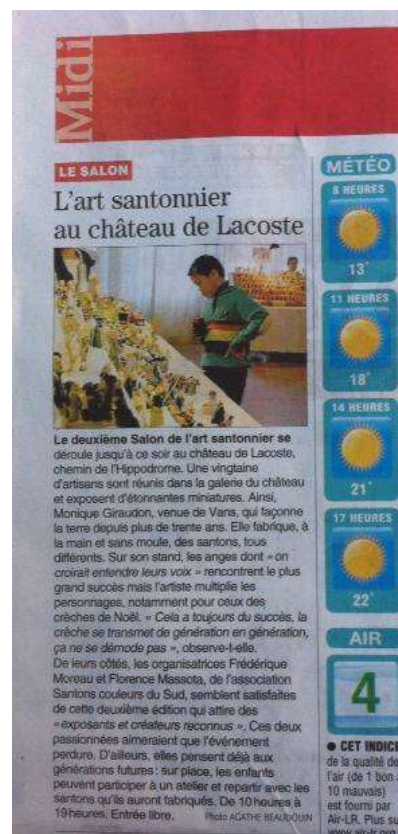 Midi
LE SALON
L'art santonnier
au château de Lacoste
Le deuxième Salon de l'art santonnier se
déroule jusqu'à ce soir au château de Lacoste,
chemin de l'Hippodrome. Une vingtaine
d'artisans sont réunis dans la galerie du château
et exposent d'étonnantes miniatures. Ainsi,
Monique Giraudon, venue de Vans, qui façonne
la terre depuis plus de trente ans. Elle fabrique, à
la main et sans moule, des santons, tous
différents. Sur son stand, les anges dont « on
croirait entendre leurs voix » rencontrent le plus
grand succès mais l'artiste multiplie les
personnages, notamment pour ceux des
crèches de Noël. « Cela a toujours du succès, la
crèche se transmet de génération en génération,
ça ne se démode pas », observe-t-elle.
De leurs côtés, les organisatrices Frédérique
Moreau et Florence Massota, de l'association
Santons couleurs du Sud, semblent satisfaites
de cette deuxième édition qui attire des
« exposants et créateurs reconnus ». Ces deux
passionnées aimeraient que l'événement
perdure. D'ailleurs, elles pensent déjà aux
générations futures : sur place, les enfants
peuvent participer à un atelier et repartir avec les
santons qu'ils auront fabriqués. De 10 heures à
19 heures. Entrée libre. Photo AGATHE BEAUDOUIN
MÉTÉO
8 HEURES
13°
11 HEURES
18°
14 HEURES
21°
17 HEURES
22°
AIR
4
● CET INDICE
de la qualité de
l'air (de 1 bon à
10 mauvais)
est fourni par
Air-LR. Plus su
www.air-lr.org